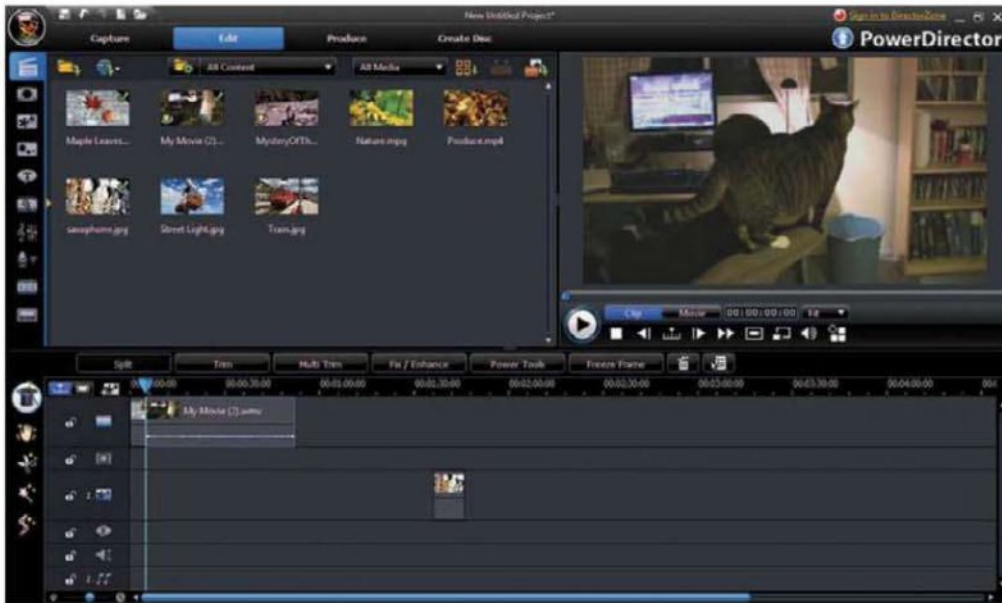 New Untitled Project*
Sign in to DirectorZone
Capture
Edit
Produce
Create Disc
PowerDirector
All Content
All Media
Maple Leaves...
My Movie (2)...
MysteryOfTh...
Nature.mpg
Produce.mp4
saxophone.jpg
Street Light.jpg
Train.jpg
Clip
Movie
00:00:00:00
Fit
Split
Trim
Multi Trim
Fix / Enhance
Power Tools
Freeze Frame
00:00:30:00
00:01:00:00
00:01:30:00
00:02:00:00
00:02:30:00
00:03:00:00
00:03:30:00
00:04:00:00
My Movie (2).wmv
1.
1.